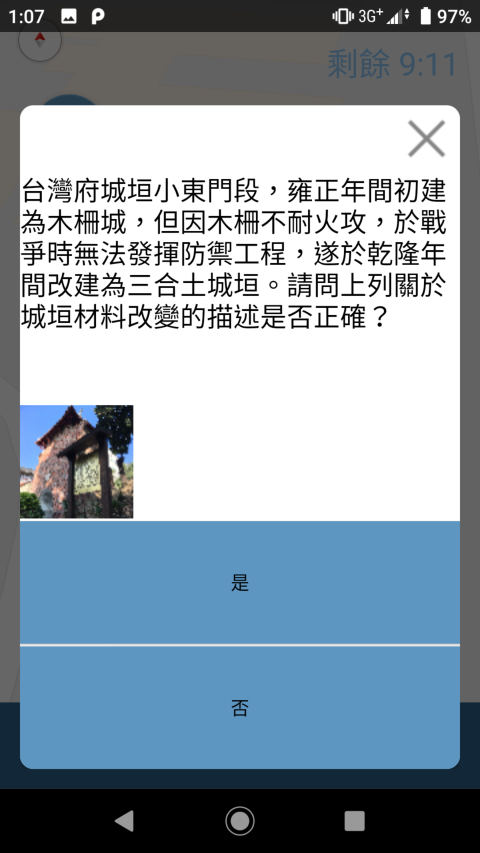 1:07
3G+
97%
剩餘 9:11
台灣府城垣小東門段，雍正年間初建
為木柵城，但因木柵不耐火攻，於戰
爭時無法發揮防禦工程，遂於乾隆年
間改建為三合土城垣。請問上列關於
城垣材料改變的描述是否正確？
是
否